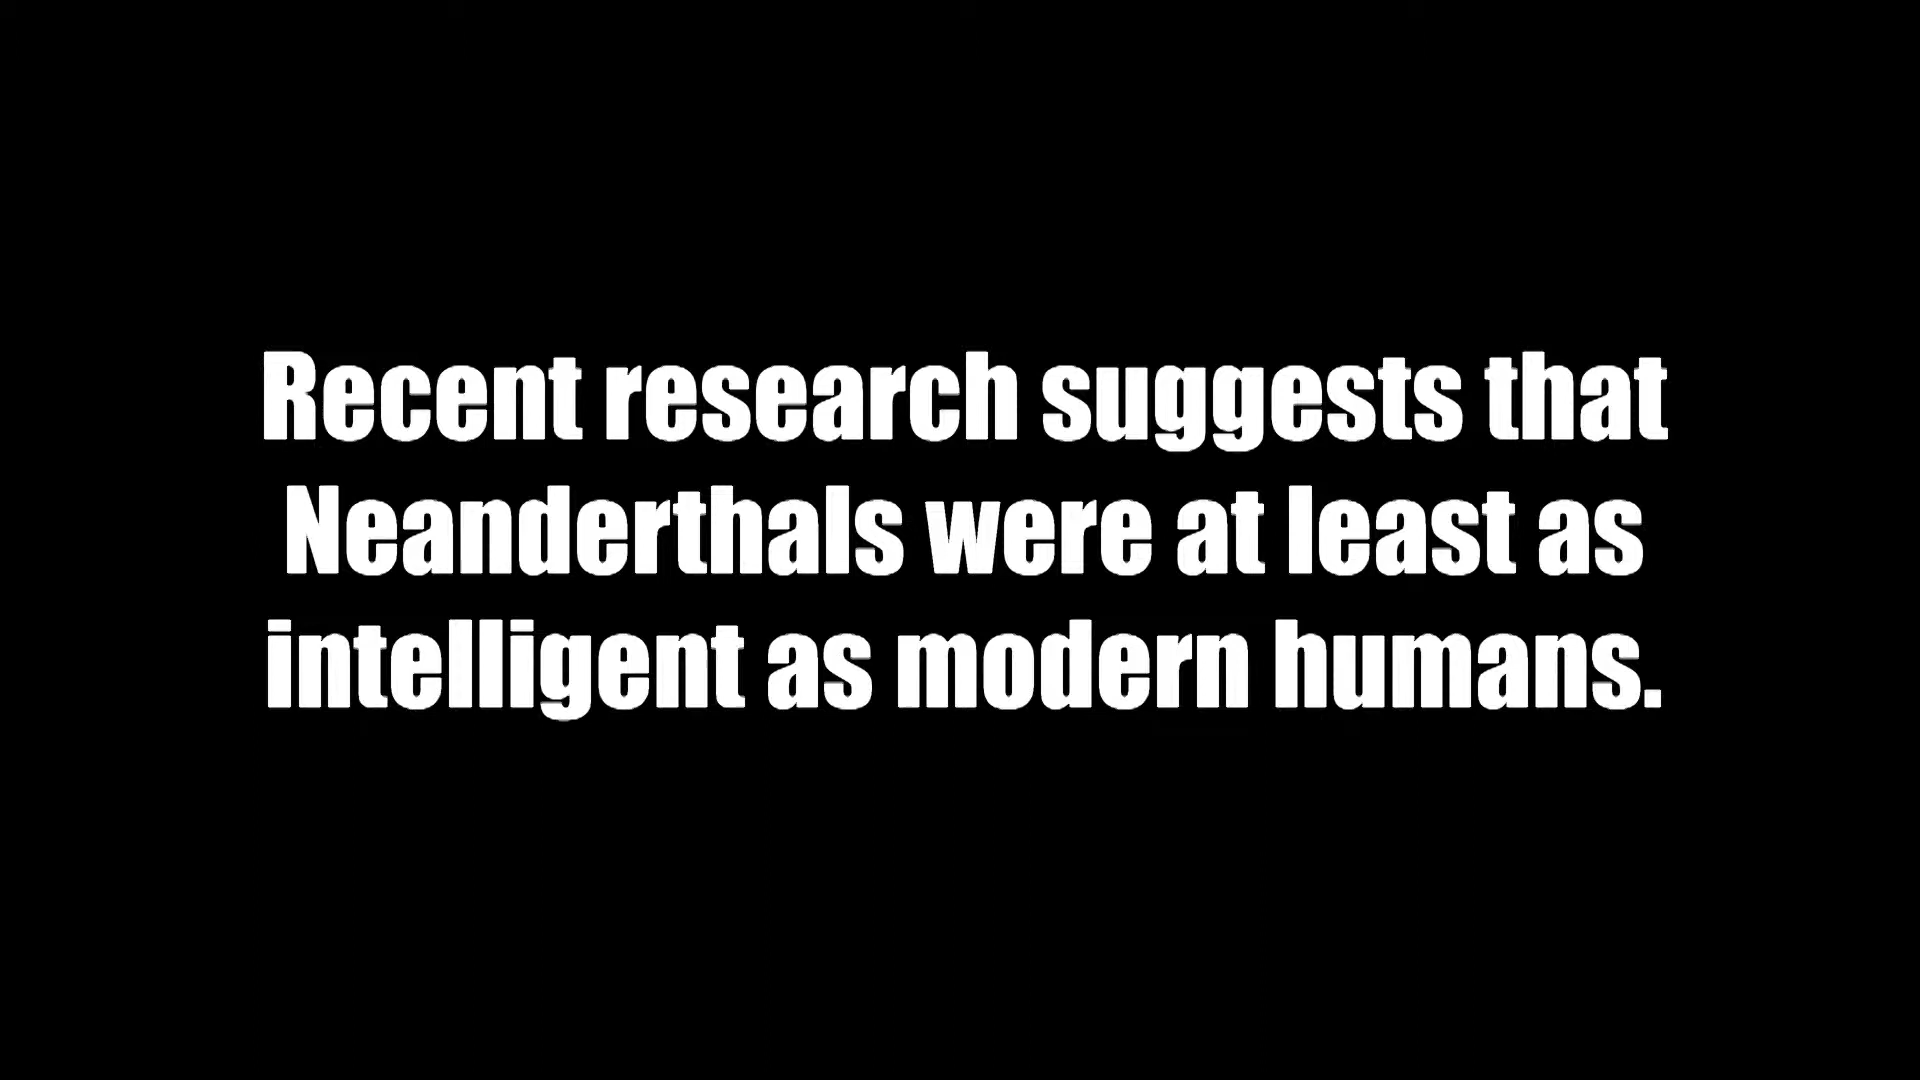 Recent research suggests that
Neanderthals were at least as
intelligent as modern humans.